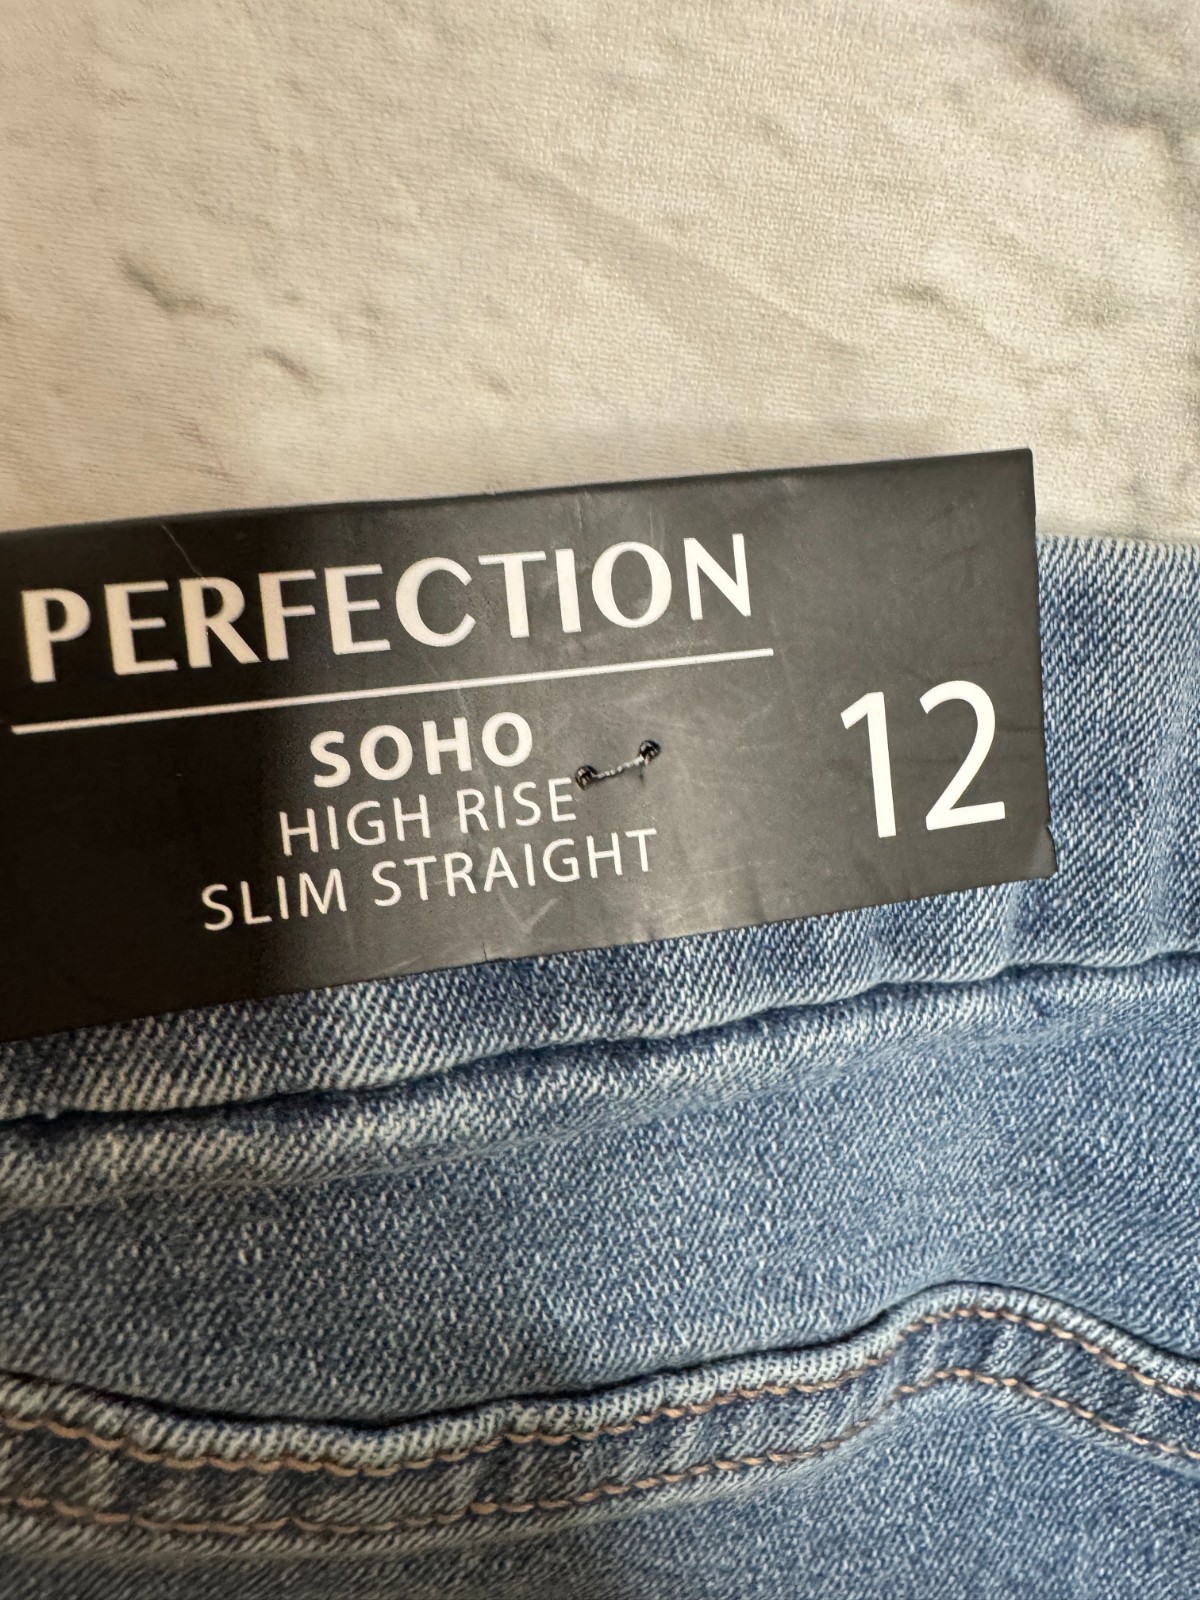 PERFECTION
SOHO
HIGH RISE
SLIM STRAIGHT
12